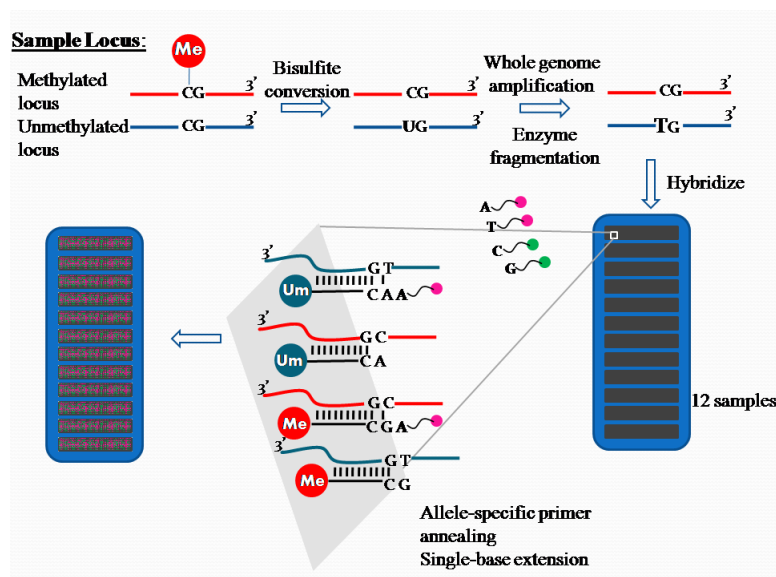 Sample Locus:
Me
Methylated
locus
CG
3'
Unmethylated
locus
CG
3'
Bisulfite
conversion
CG
3'
UG
3'
Whole genome
amplification
Enzyme
fragmentation
CG
3'
TG
3'
Hybridize
A
T
C
G
12 samples
3'
GT
Um
CAA
3'
GC
Um
CA
3'
GC
Me
CGA
3'
GT
Me
CG
Allele-specific primer
annealing
Single-base extension